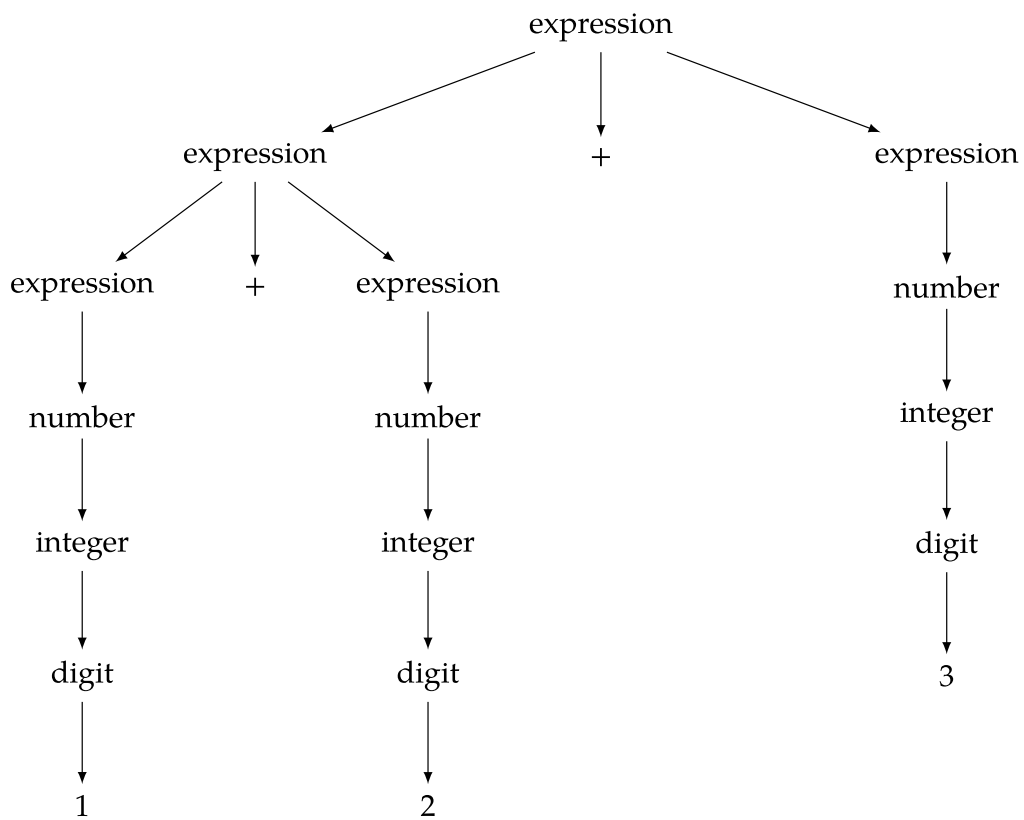 expression
expression + expression
expression + expression
number
number number
integer
integer integer
digit
digit digit
3
1 2